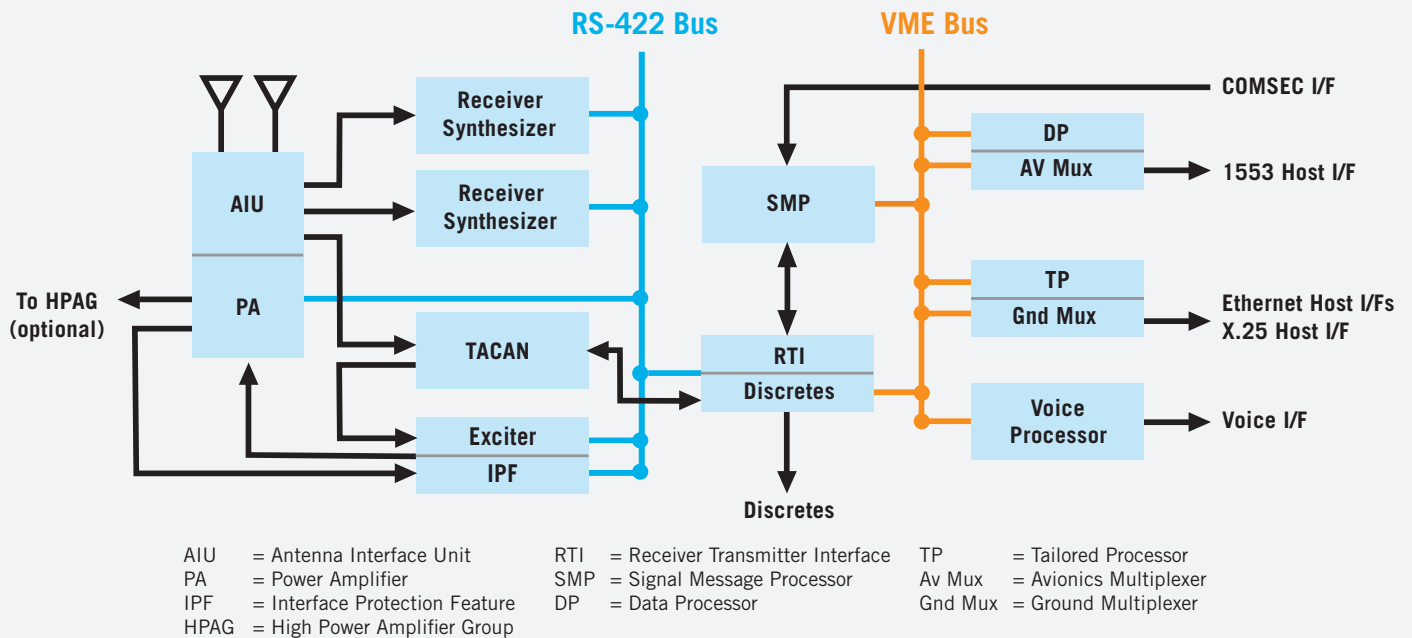 RS-422 Bus
VME Bus
Receiver
Synthesizer
COMSEC I/F
DP
AV Mux
1553 Host I/F
AIU
Receiver
Synthesizer
SMP
To HPAG
(optional)
PA
TP
Gnd Mux
Ethernet Host I/Fs
X.25 Host I/F
TACAN
RTI
Discretes
Exciter
IPF
Voice
Processor
Voice I/F
Discretes
AIU = Antenna Interface Unit
PA = Power Amplifier
IPF = Interface Protection Feature
HPAG = High Power Amplifier Group
RTI = Receiver Transmitter Interface
SMP = Signal Message Processor
DP = Data Processor
TP = Tailored Processor
Av Mux = Avionics Multiplexer
Gnd Mux = Ground Multiplexer